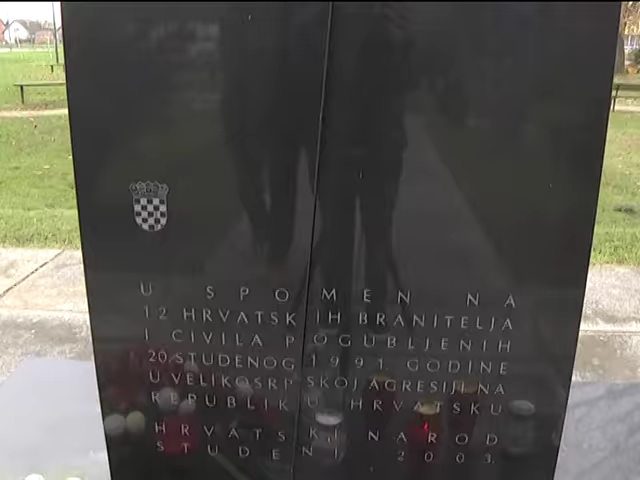 U SPOMEN NA
12 HRVATSKIH BRANITELJA
I CIVILA POGUBLJENIH
20 STUDENOG 1991 GODINE
U VELIKOSRPSKOJ AGRESIJI NA
REPUBLIKU HRVATSKU
HRVATSKI NAROD
STUDENI 2003.